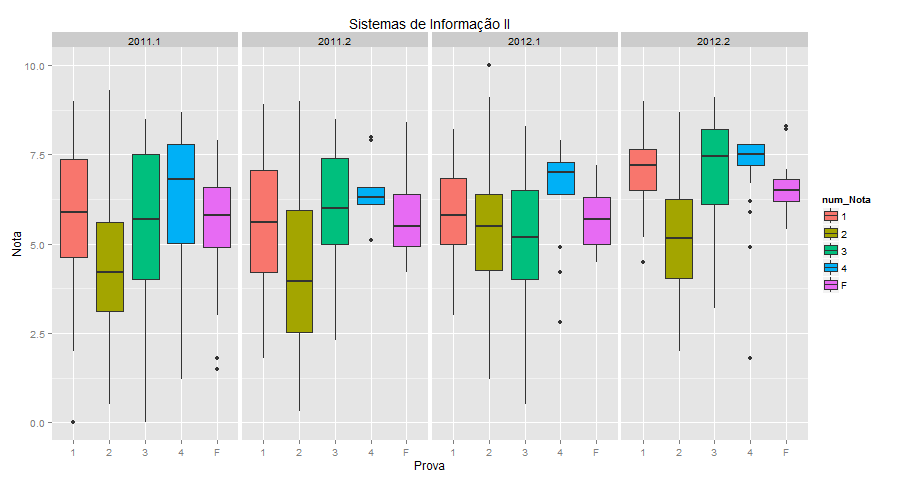 Sistemas de Informação II
2011.1 2011.2 2012.1 2012.2
10.0
7.5
5.0
2.5
0.0
Nota
1 2 3 4 F 1 2 3 4 F 1 2 3 4 F 1 2 3 4 F
Prova
num_Nota
1
2
3
4
F